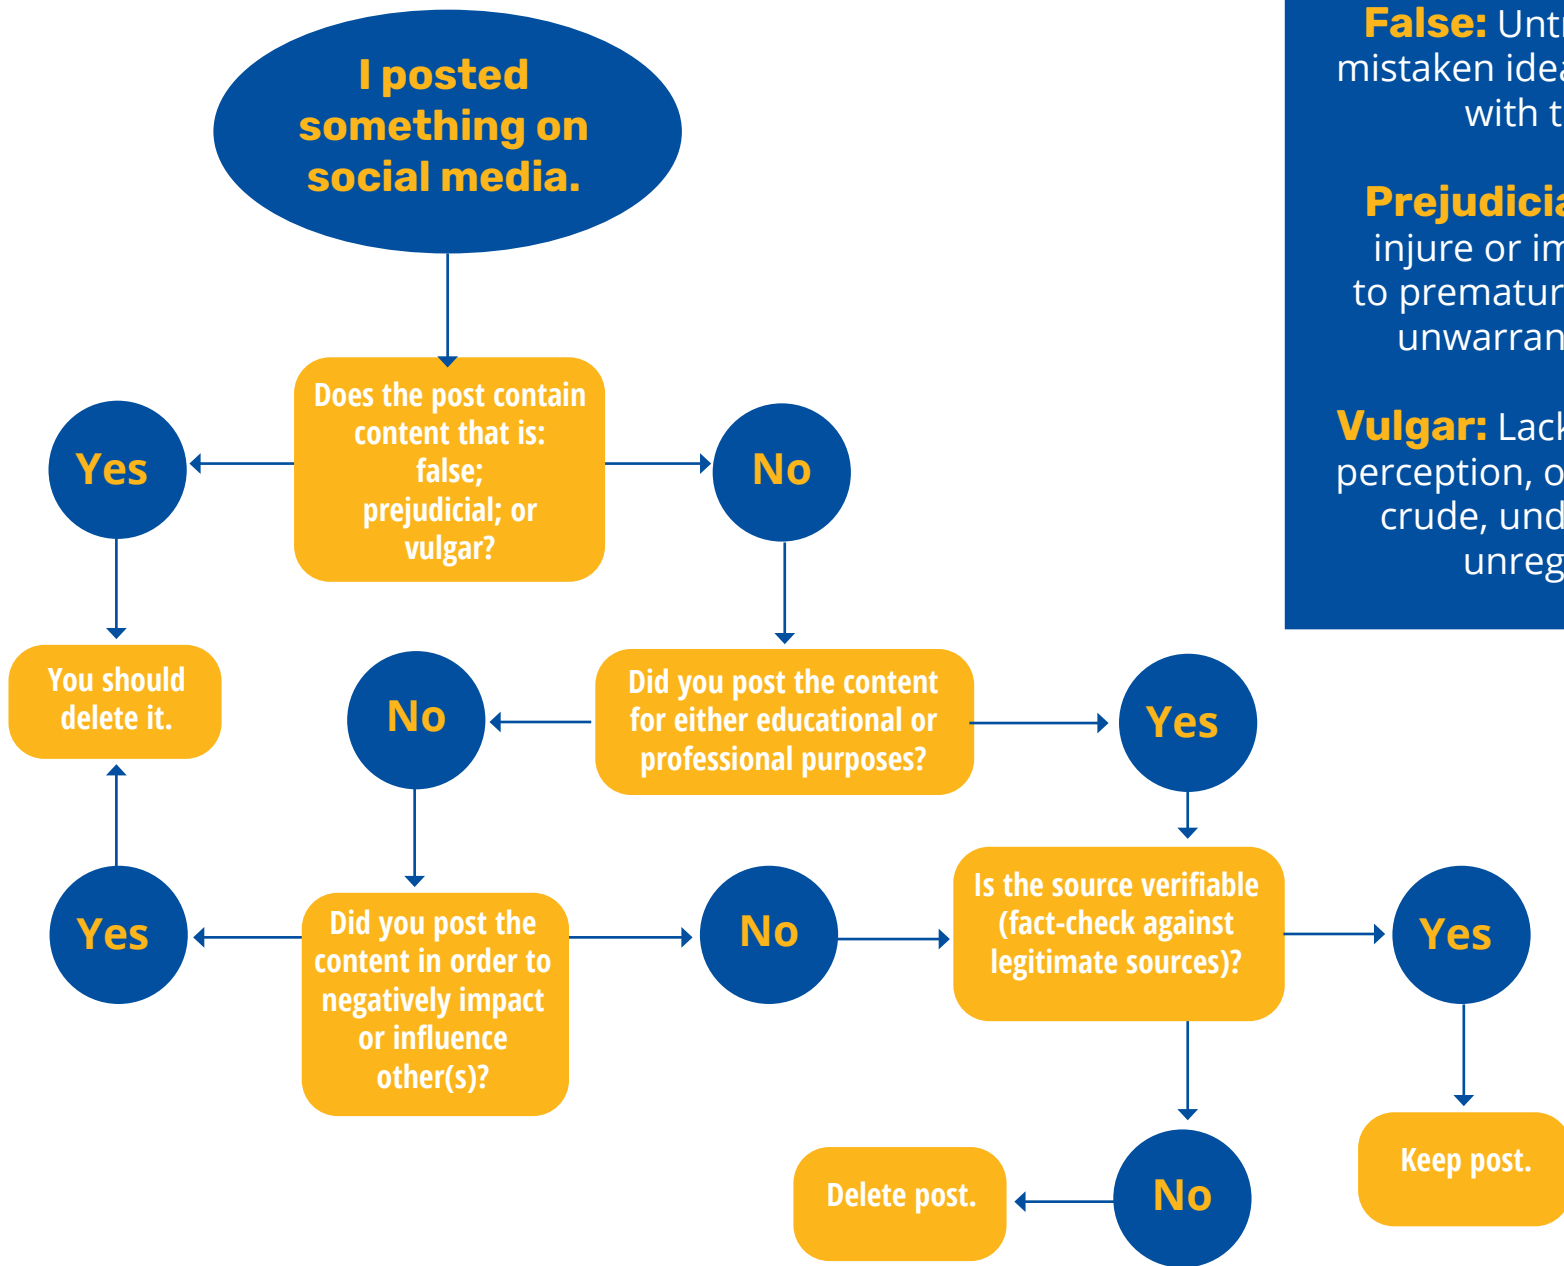 I posted
something on
social media.
False:
mistaken
with
injure or
to
Vulgar:
perception,
crude,
Does the post contain
content that is:
false;
prejudicial; or
vulgar?
Yes
No
You should
delete it.
No
Did you post the content
for either educational or
professional purposes?
Yes
Yes
Did you post the
content in order to
negatively impact
or influence
other(s)?
No
Is the source verifiable
(fact-check against
legitimate sources)?
Yes
Delete post.
No
Keep post.